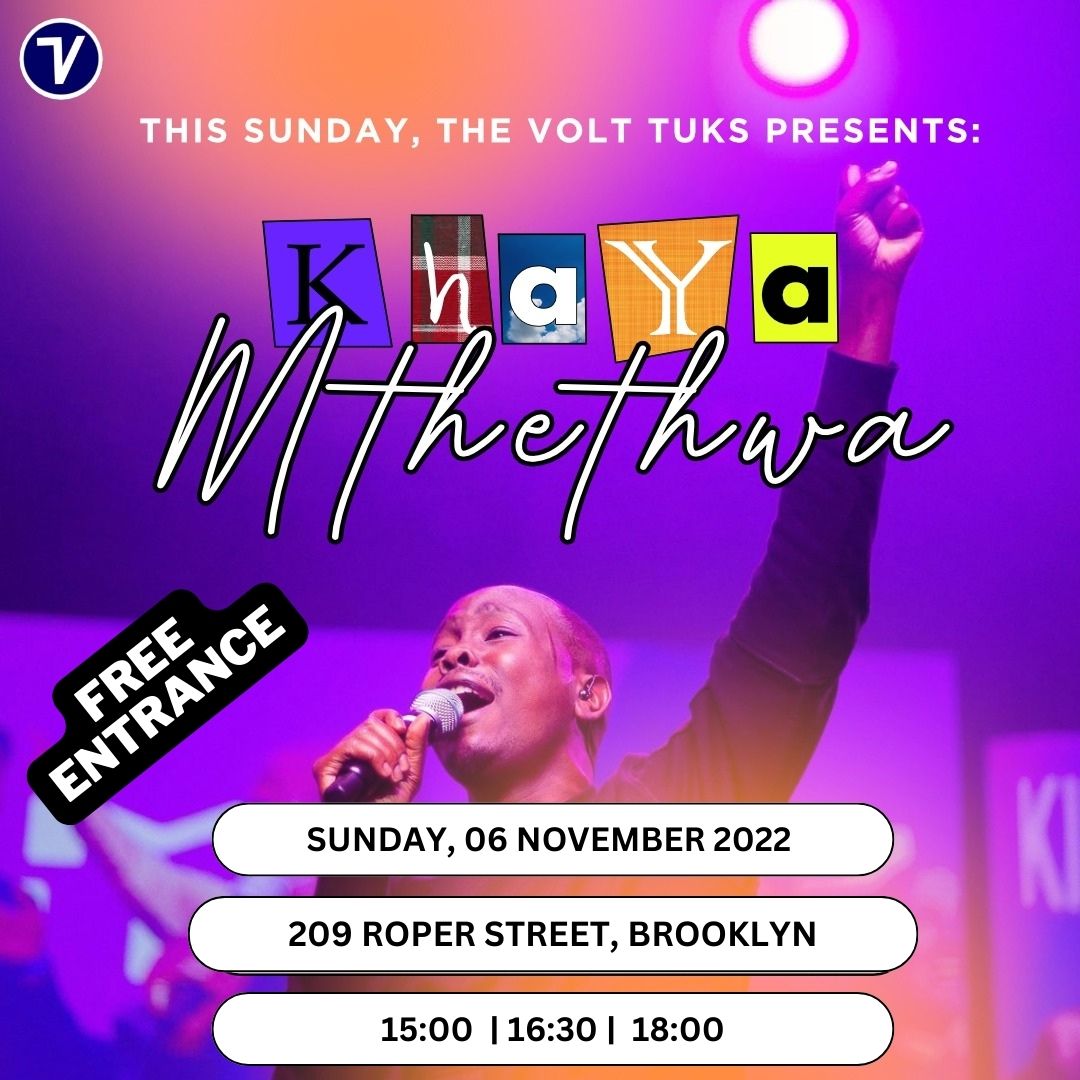 V
THIS SUNDAY, THE VOLT TUKS PRESENTS:
KhaYa
Mthethwa
FREE
ENTRANCE
KI
SUNDAY, 06 NOVEMBER 2022
209 ROPER STREET, BROOKLYN
15:00 | 16:30 | 18:00